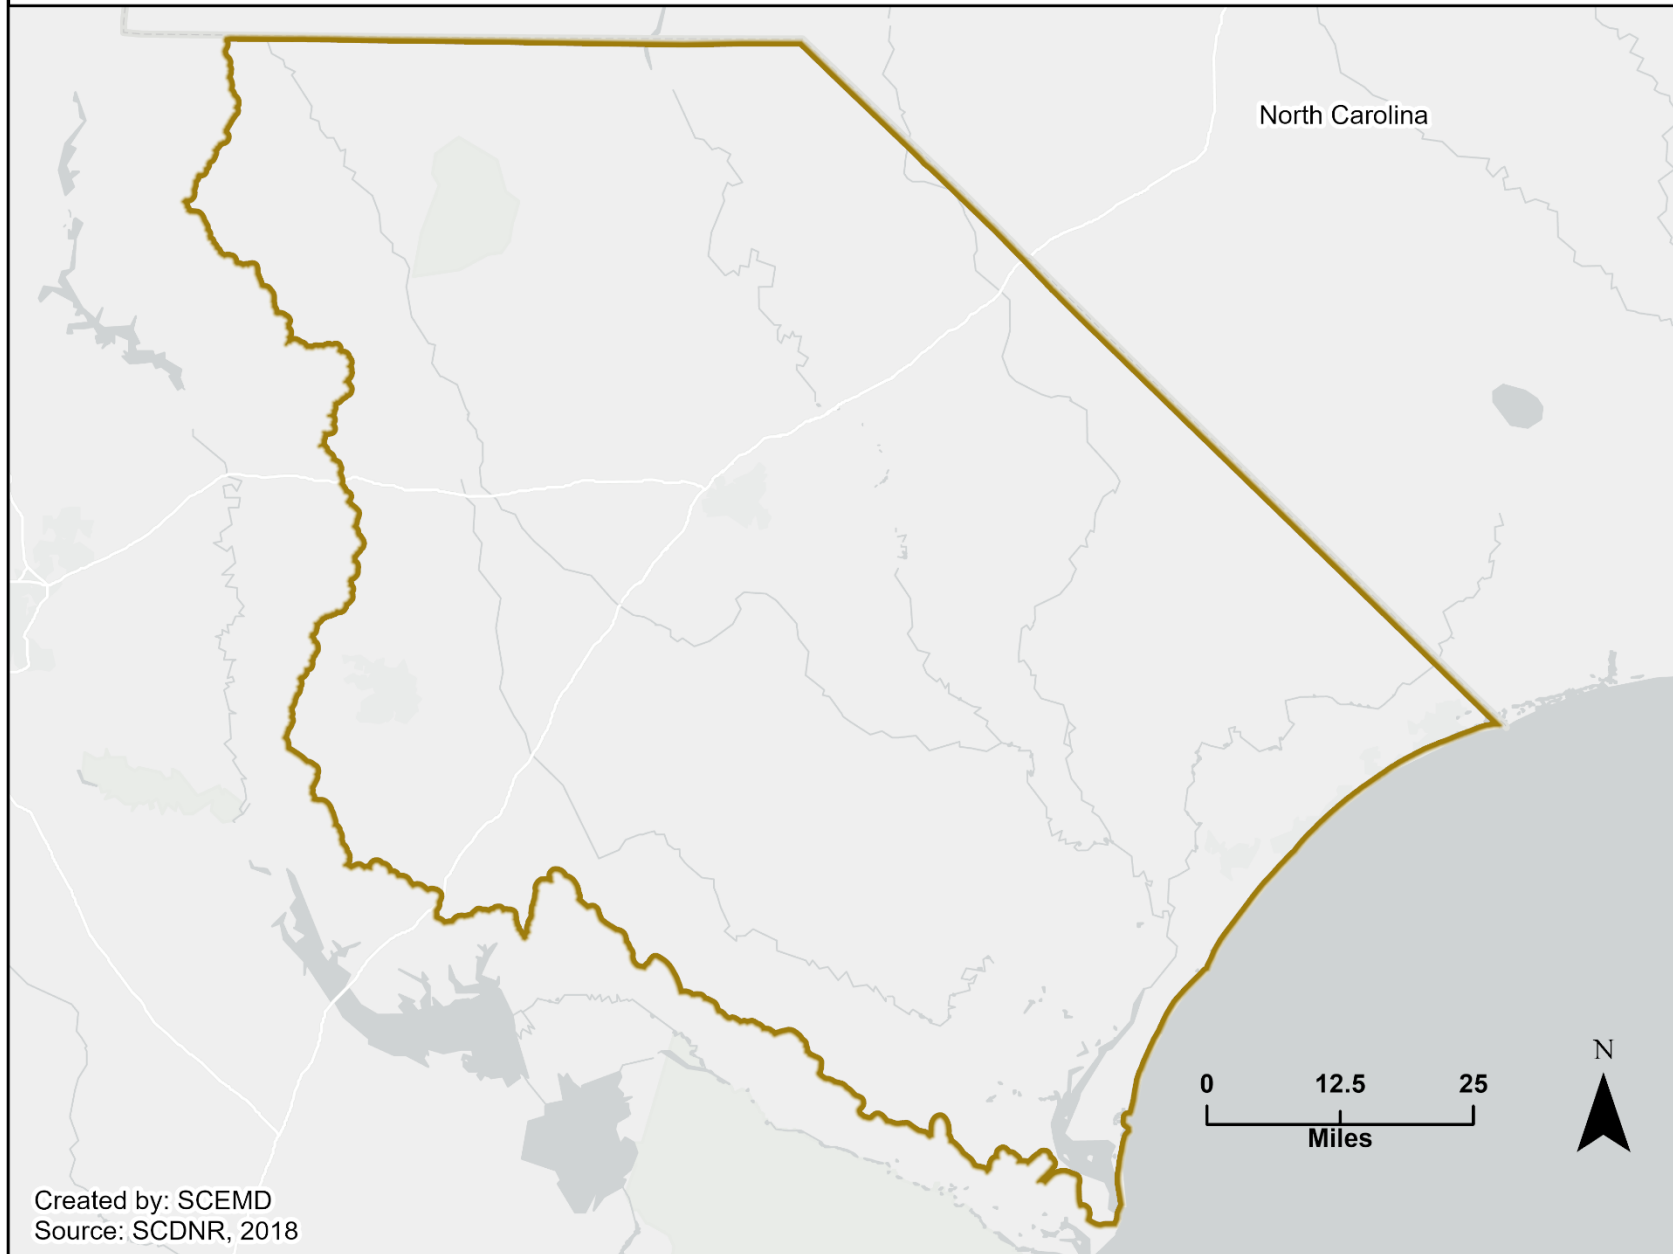 North Carolina
N
0 12.5 25
Miles
Created by: SCEMD
Source: SCDNR, 2018